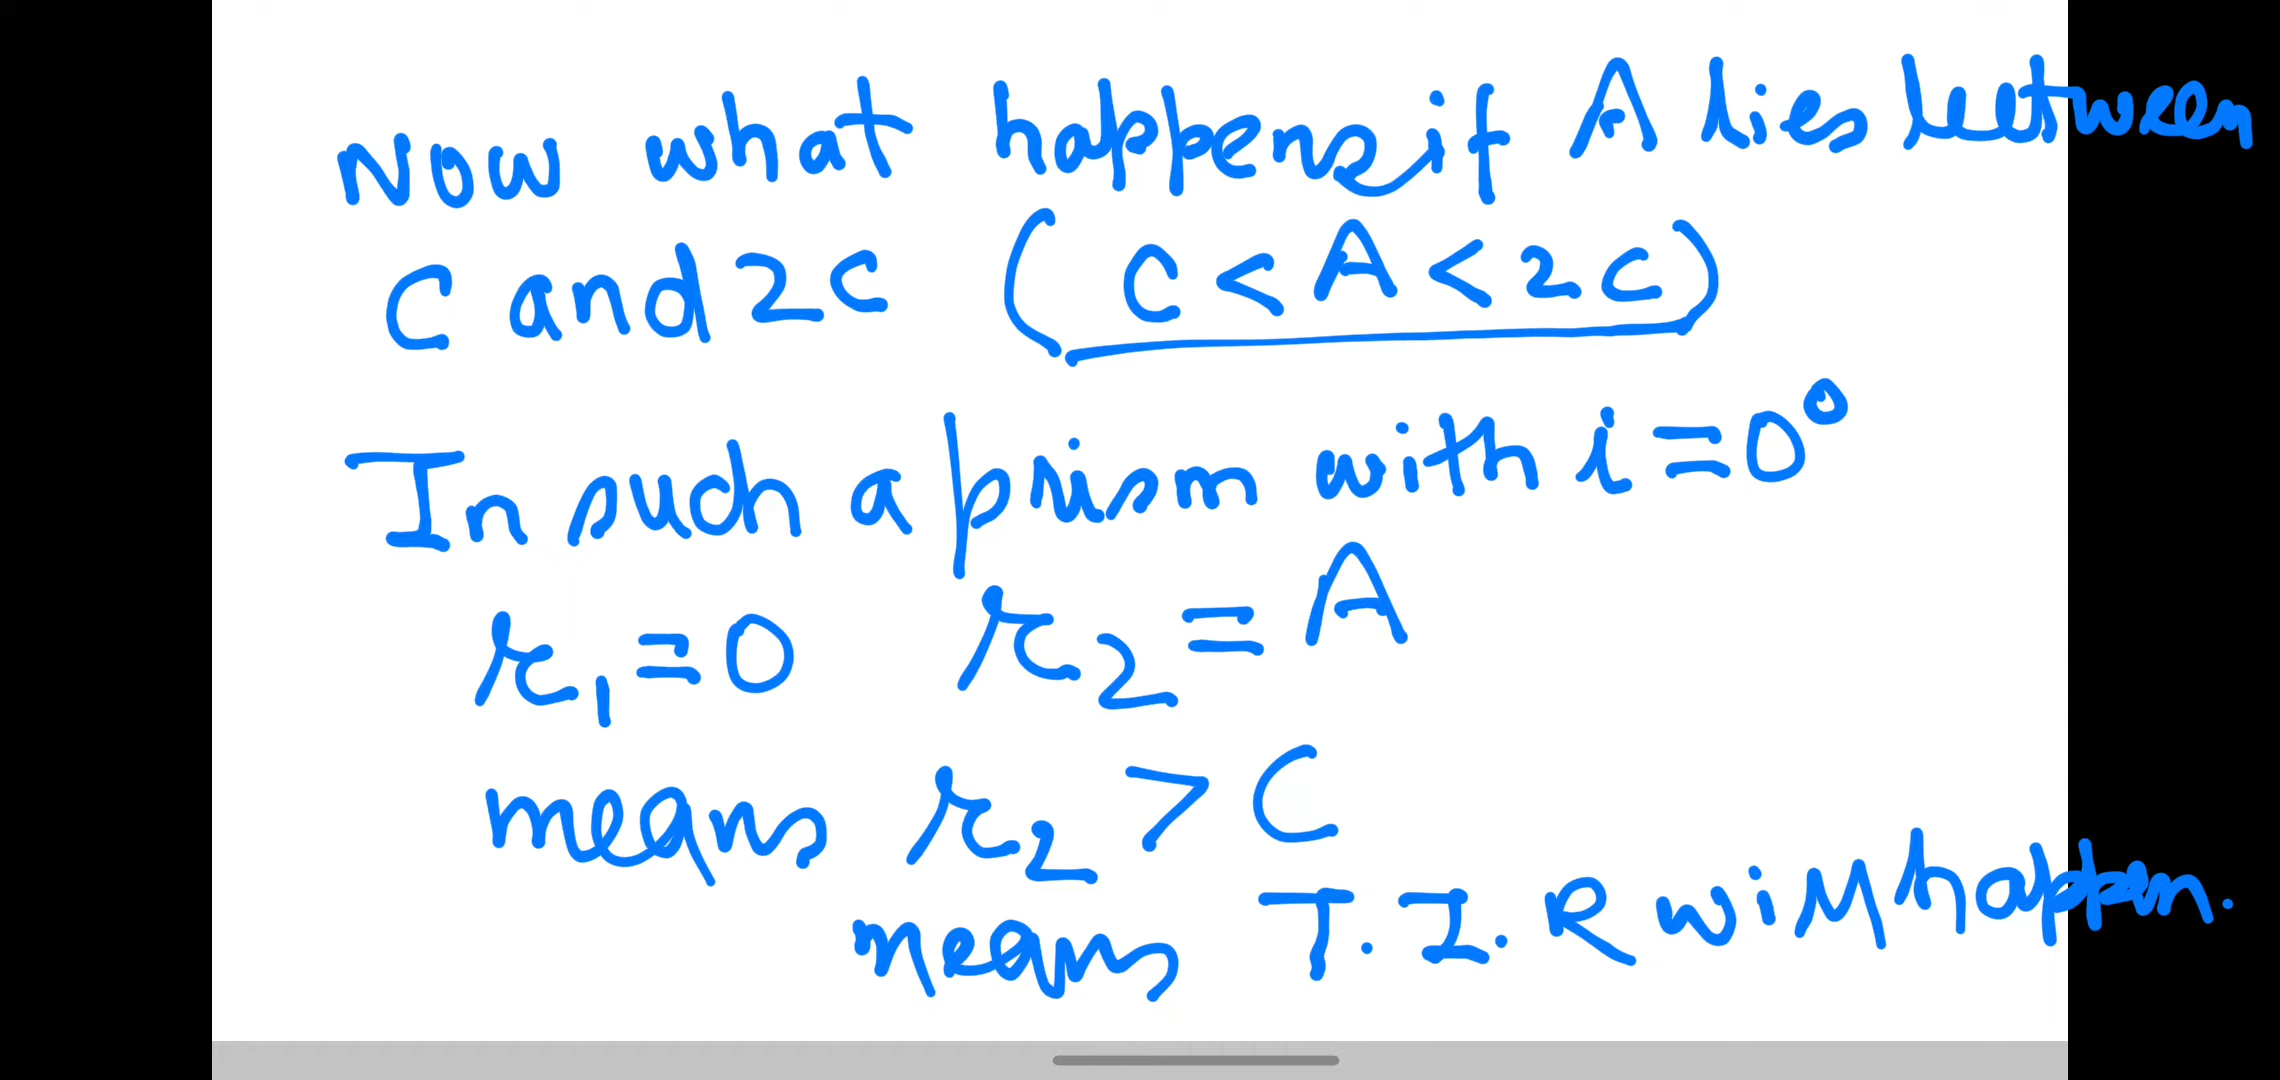 Now what happens if A lies between
C and 2C (C < A < 2C)
In such a prism with i = 0°
r₁ = 0 r₂ = A
means r₂ > C
means T.I.R will happen.